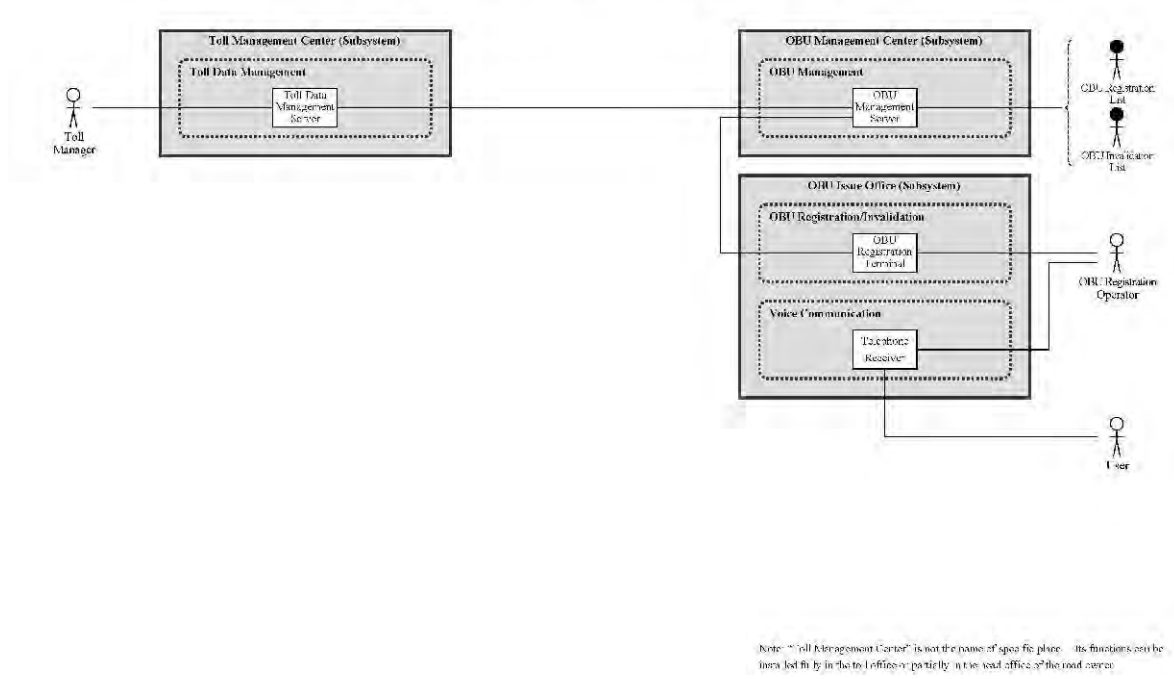 Toll Management Center (Subsystem)
Toll Data Management
Toll Data
Management
Server
Toll
Manager
OBU Management Center (Subsystem)
OBU Management
OBU
Management
Server
OBU Registration
List
OBU Invalidation
List
OBU Issue Office (Subsystem)
OBU Registration/Invalidation
OBU
Registration
Terminal
OBU Registration
Operator
Voice Communication
Telephone
Receiver
User
Note: "Toll Management Center" is not the name of specific place. Its functions can be
installed fully in the toll office or partially in the head office of the road owner.